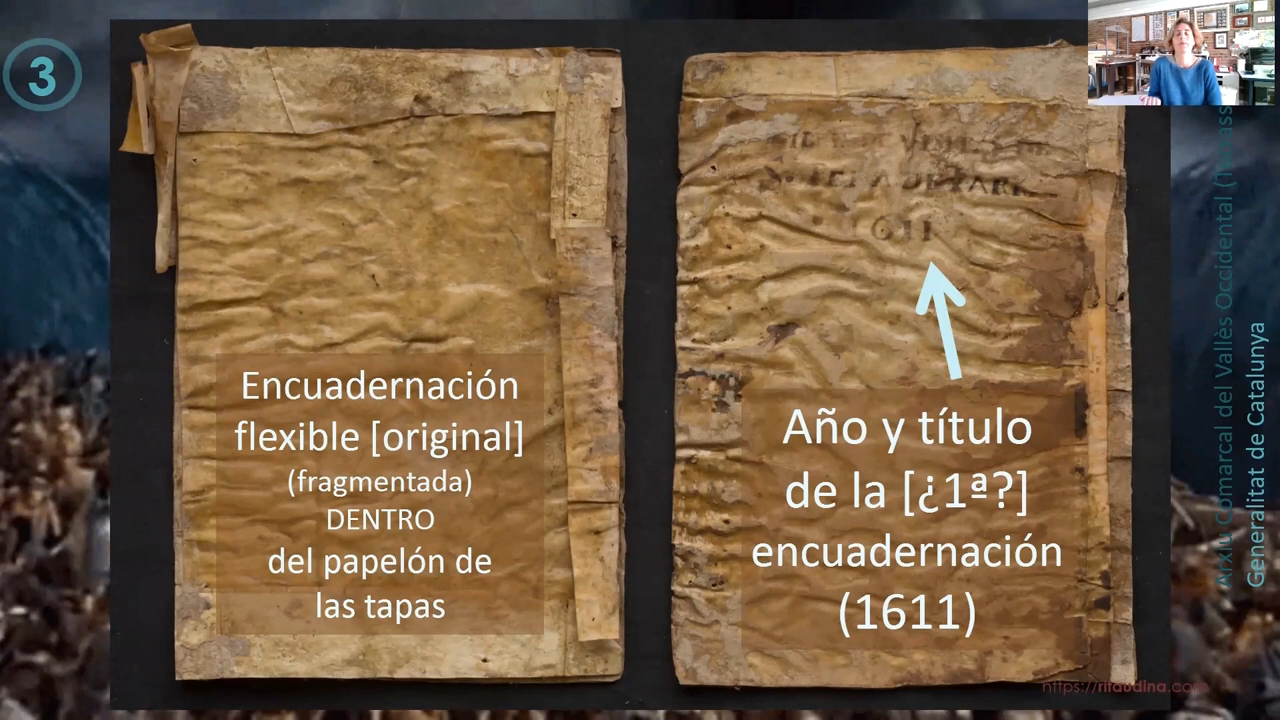 3
Encuadernación
flexible [original]
(fragmentada)
DENTRO
del papelón de
las tapas
1611
Año y título
de la [¿1ª?]
encuadernación
(1611)
Arxiu Comarcal del Vallès Occidental
Generalitat de Catalunya
https://ritaudina.com